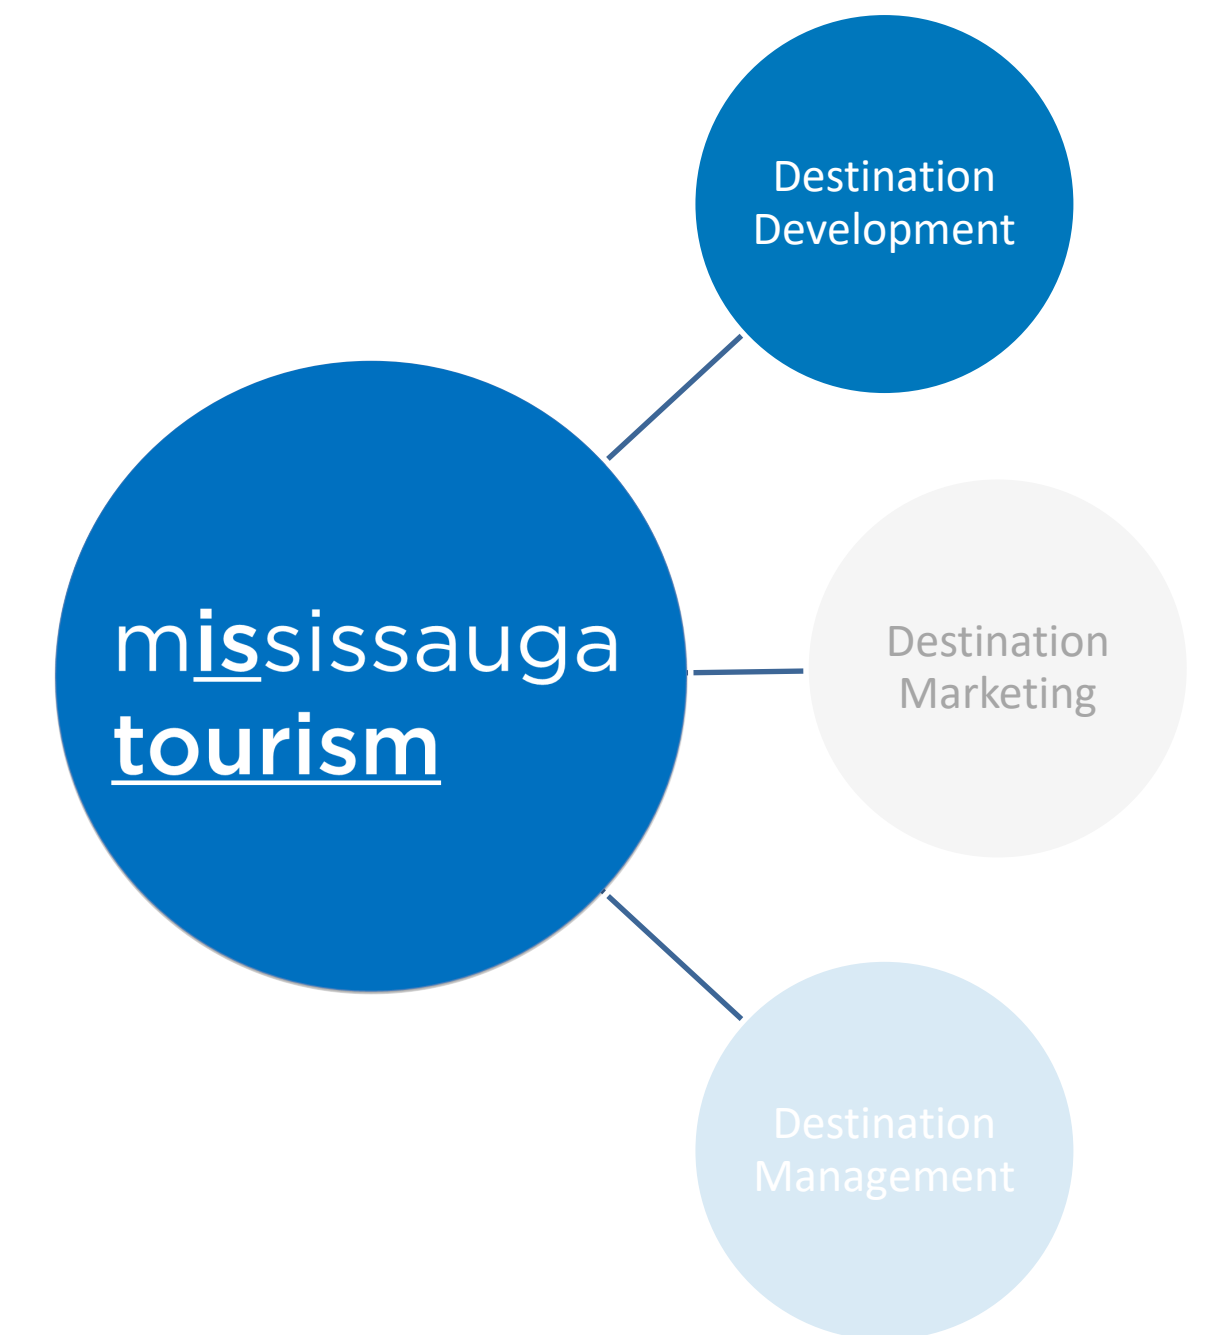 Destination
Development
mississauga
tourism
Destination
Marketing
Destination
Management